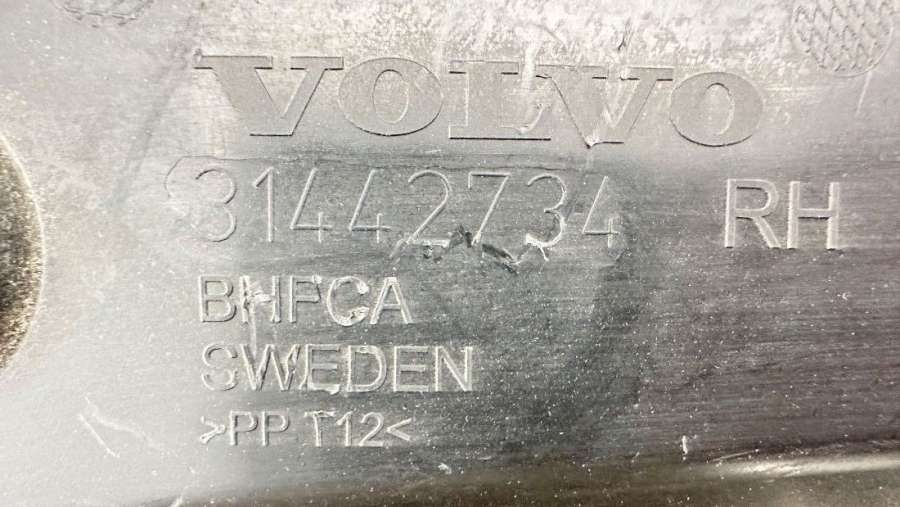 VOLVO
31442734 RH
BHFCA
SWEDEN
>PP T12<